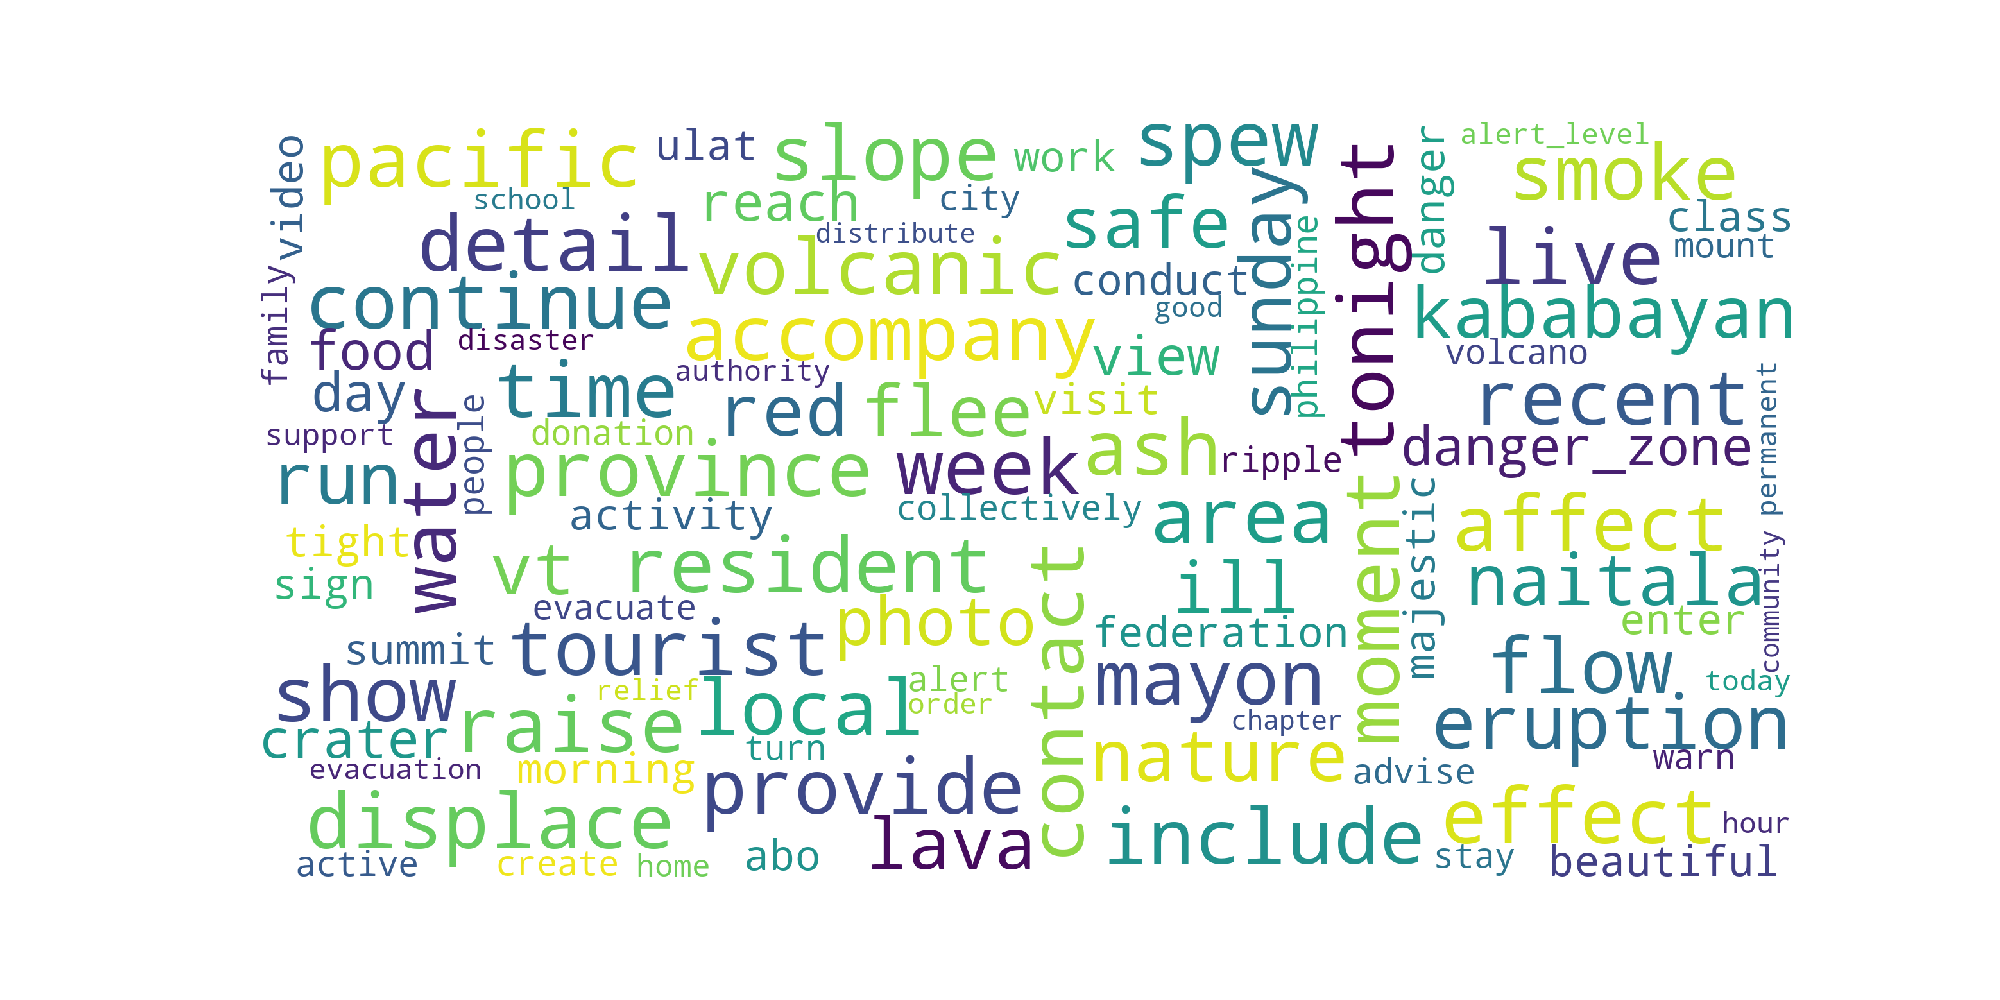 pacific
ulat
slope
work
spew
tonight
danger
alert_level
smoke
video
school
reach
city
safe
sunday
philippine
class
mount
detail
distribute
volcanic
conduct
good
live
kababayan
family
continue
accompany
view
volcano
food
disaster
authority
recent
day
time
red
flee
visit
permanent
water
people
support
donation
province
week
ash
ripple
danger_zone
run
activity
collectively
area
moment
majestic
affect
tight
vt
resident
contact
ill
naitala
community
sign
evacuate
photo
federation
enter
summit
tourist
mayon
flow
today
show
relief
local
alert
order
chapter
eruption
crater
raise
turn
nature
warn
evacuation
morning
provide
advise
displace
lava
include
effect
hour
active
create
home
abo
stay
beautiful